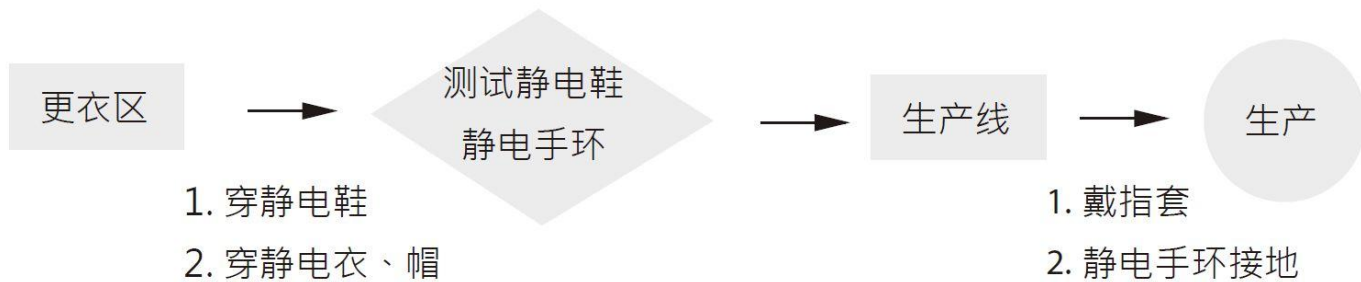 更衣区
测试静电鞋
静电手环
生产线
生产
1. 穿静电鞋
2. 穿静电衣、帽
1. 戴指套
2. 静电手环接地